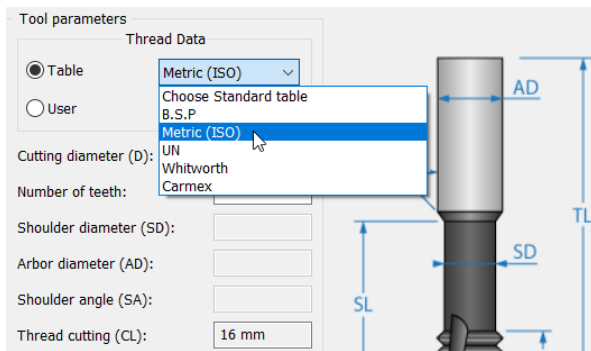 Tool parameters
Thread Data
Table
Metric (ISO)
User
Choose Standard table
B.S.P
Metric (ISO)
UN
Whitworth
Carmex
Cutting diameter (D):
Number of teeth:
Shoulder diameter (SD):
Arbor diameter (AD):
Shoulder angle (SA):
Thread cutting (CL):
16 mm
AD
TL
SD
SL